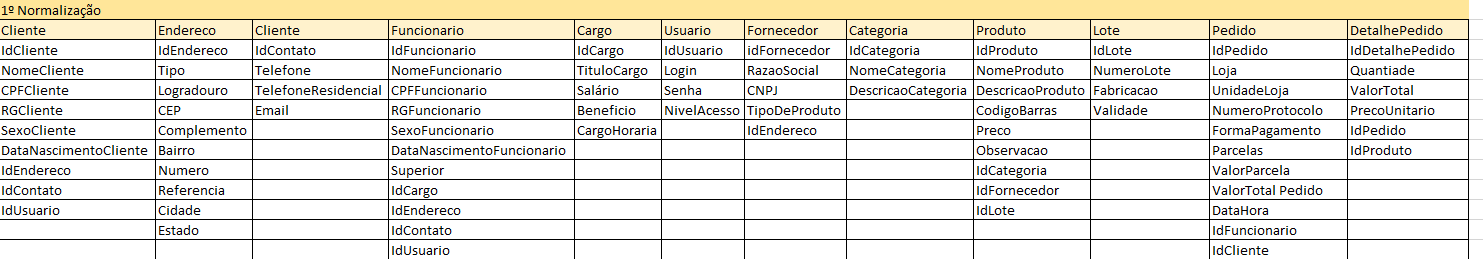 1º Normalização
Cliente Endereco Cliente Funcionario Cargo Usuario Fornecedor Categoria Produto Lote Pedido DetalhePedido
IdCliente IdEndereco IdContato IdFuncionario IdCargo IdUsuario idFornecedor IdCategoria IdProduto IdLote IdPedido IdDetalhePedido
NomeCliente Tipo Telefone NomeFuncionario TituloCargo Login RazaoSocial NomeCategoria NomeProduto NumeroLote Loja Quantiade
CPFCliente Logradouro TelefoneResidencial CPFFuncionario Salário Senha CNPJ DescricaoCategoria DescricaoProduto Fabricacao UnidadeLoja ValorTotal
RGCliente CEP Email RGFuncionario Beneficio NivelAcesso TipoDeProduto CodigoBarras Validade NumeroProtocolo PrecoUnitario
SexoCliente Complemento SexoFuncionario CargoHoraria IdEndereco Preco FormaPagamento IdPedido
DataNascimentoCliente Bairro DataNascimentoFuncionario Observacao Parcelas IdProduto
IdEndereco Numero Superior IdCategoria ValorParcela
IdContato Referencia IdCargo IdFornecedor ValorTotal Pedido
IdUsuario Cidade IdEndereco IdLote DataHora
Estado IdContato IdFuncionario
IdUsuario IdCliente